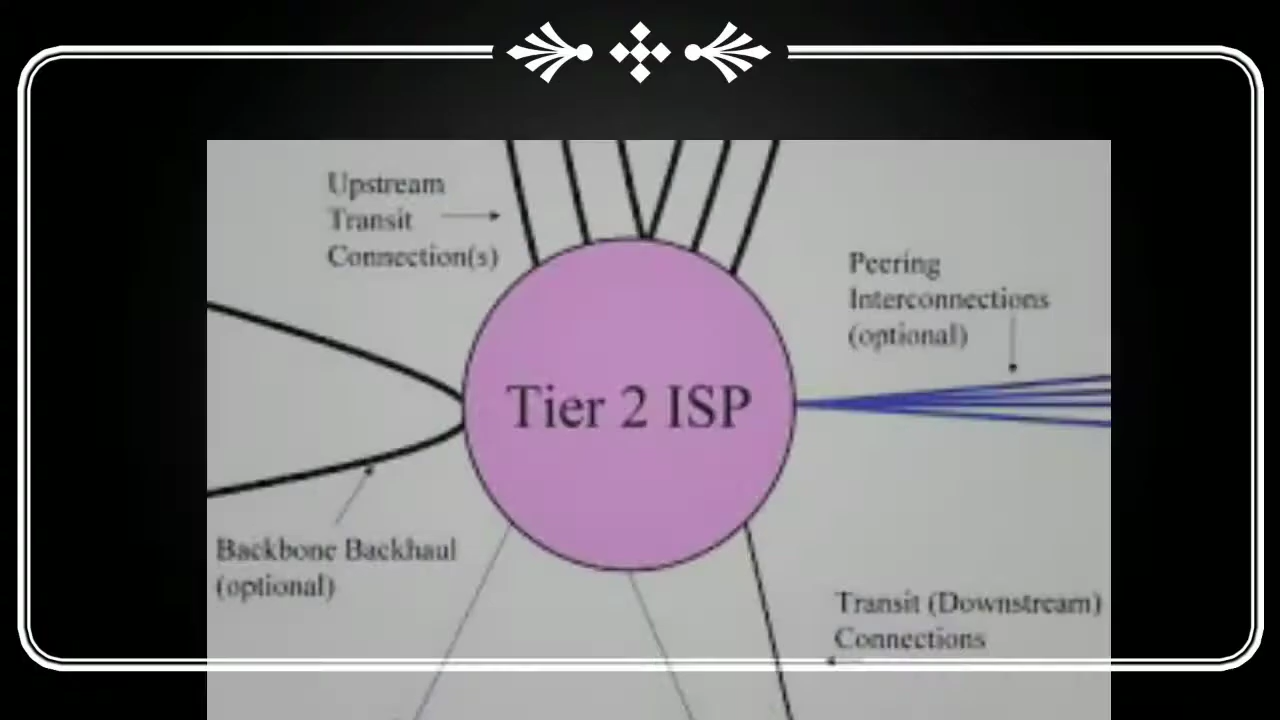 Upstream
Transit
Connection(s)
Peering
Interconnections
(optional)
Tier 2 ISP
Backbone Backhaul
(optional)
Transit (Downstream)
Connections